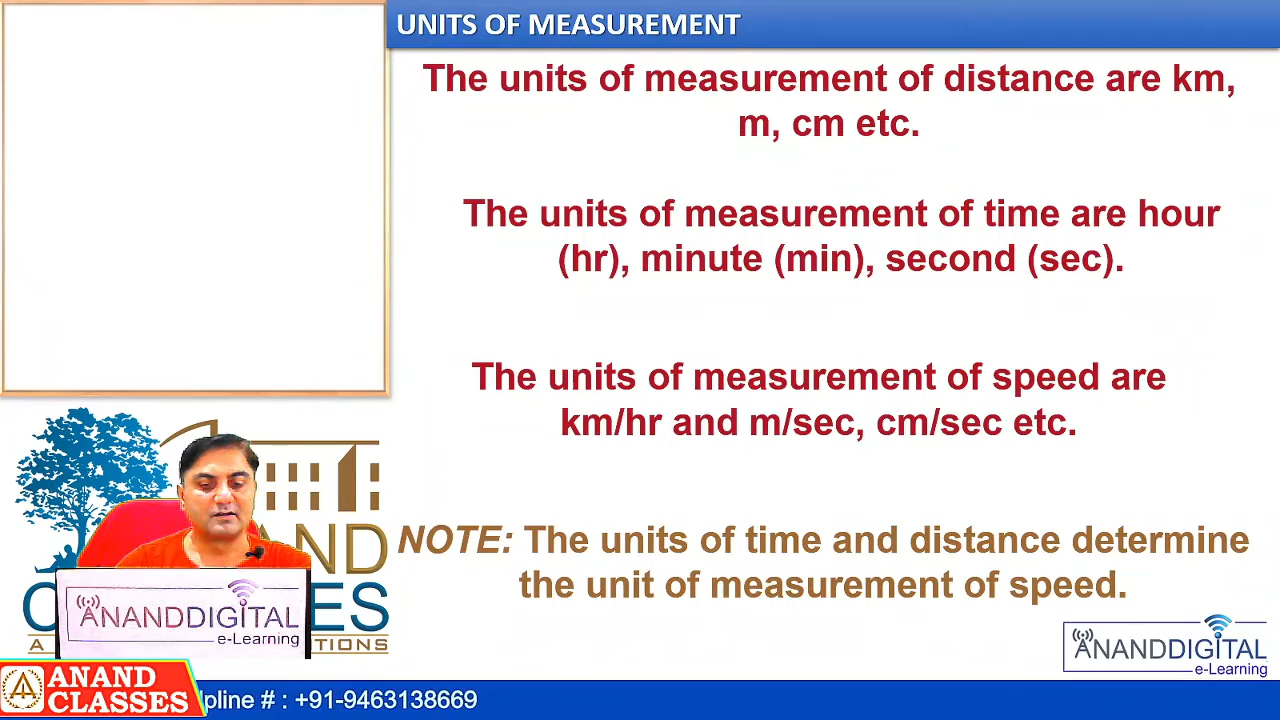 UNITS OF MEASUREMENT
The units of measurement of distance are km,
m, cm etc.
The units of measurement of time are hour
(hr), minute (min), second (sec).
The units of measurement of speed are
km/hr and m/sec, cm/sec etc.
NOTE: The units of time and distance determine
the unit of measurement of speed.
ANANDDIGITAL
e-Learning
ANANDDIGITAL
e-Learning
ANAND
CLASSES
# : +91-9463138669